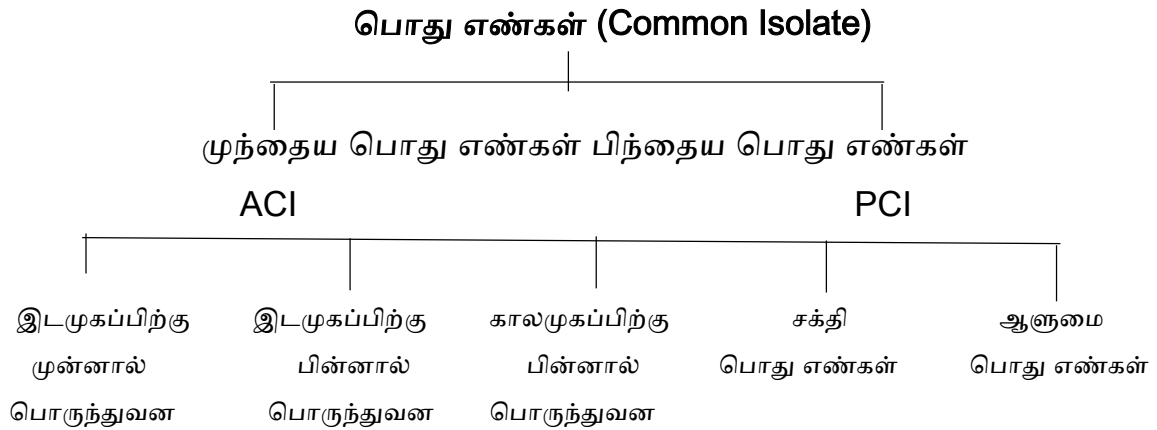 பொது எண்கள் (Common Isolate)
முந்தைய பொது எண்கள் பிந்தைய பொது எண்கள்
ACI PCI
இடமுகப்பிற்கு இடமுகப்பிற்கு காலமுகப்பிற்கு சக்தி ஆளுமை
முன்னால் பின்னால் பின்னால் பொது எண்கள் பொது எண்கள்
பொருந்துவன பொருந்துவன பொருந்துவன